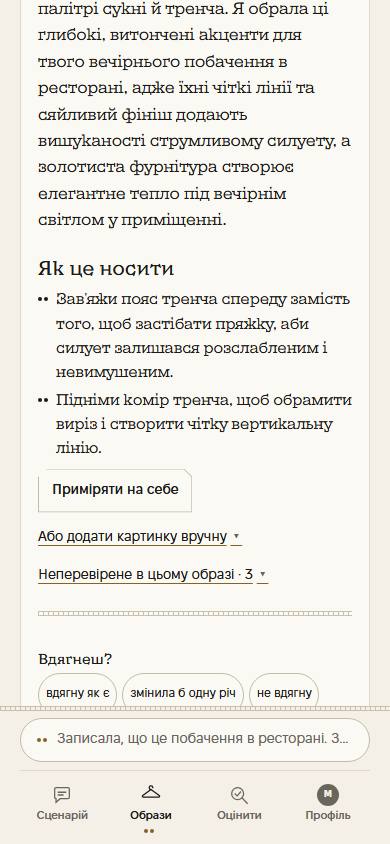 палітрі сукні й тренча. Я обрала ці
глибокі, витончені акценти для
твого вечірнього побачення в
ресторані, адже їхні чіткі лінії та
сяйливий фініш додають
вишуканості струмливому силуету, а
золотиста фурнітура створює
елегантне тепло під вечірнім
світлом у приміщенні.
Як це носити
•• Зав'яжи пояс тренча спереду замість
того, щоб застібати пряжку, аби
силует залишався розслабленим і
невимушеним.
•• Підніми комір тренча, щоб обрамити
виріз і створити чітку вертикальну
лінію.
Приміряти на себе
Або додати картинку вручну ▾
Неперевірене в цьому образі · 3 ▾
Вдягнеш?
вдягну як є змінила б одну річ не вдягну
•• Записала, що це побачення в ресторані. З...
М
Сценарій Образи Оцінити Профіль